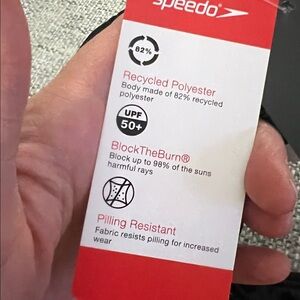 speedo
82%
Recycled Polyester
Body made of 82% recycled
polyester
UPF
50+
BlockTheBurn®
Block up to 98% of the suns
harmful rays
Pilling Resistant
Fabric resists pilling for increased
wear